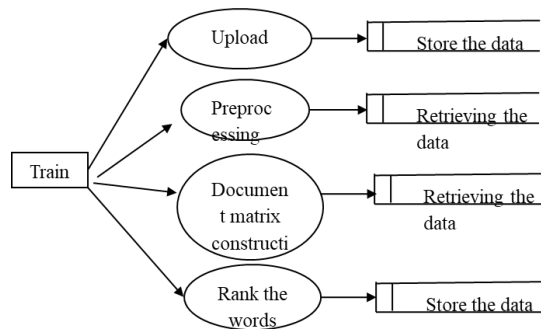 Upload
Store the data
Preproc
essing
Retrieving the
data
Train
Documen
t matrix
constructi
Retrieving the
data
Rank the
words
Store the data